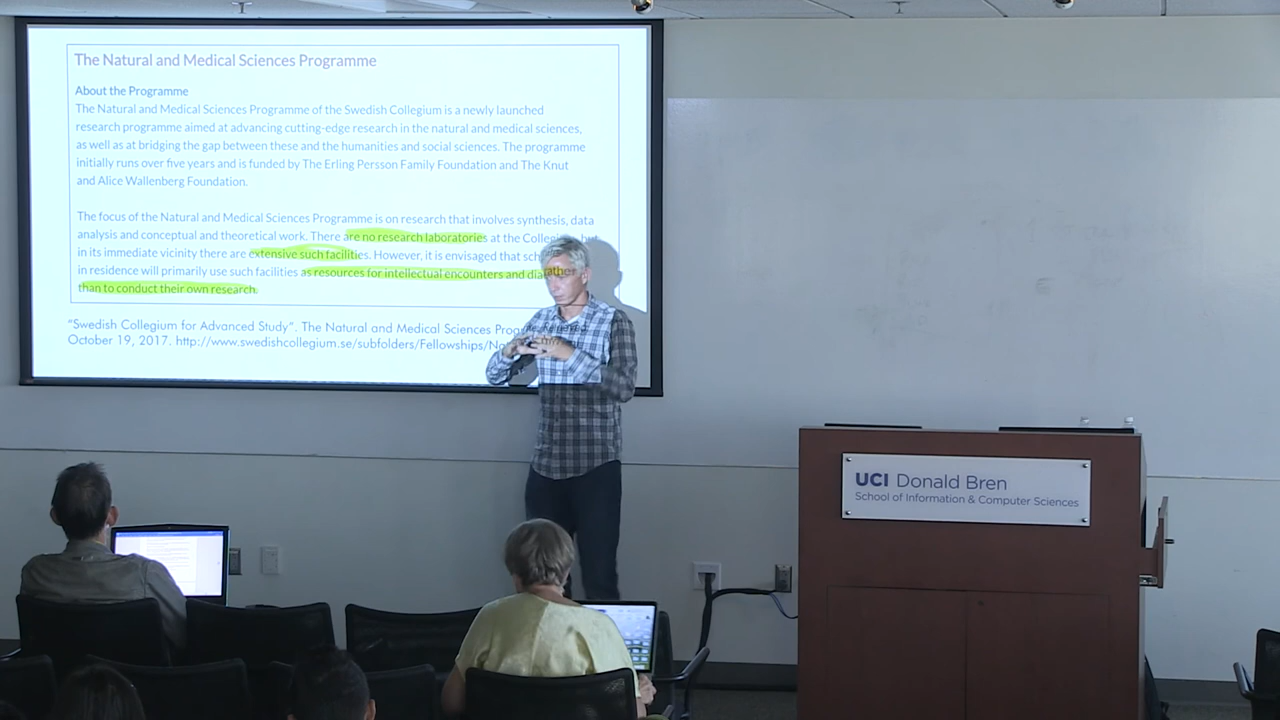 The Natural and Medical Sciences Programme
About the Programme
The Natural and Medical Sciences Programme of the Swedish Collegium is a newly launched
research programme aimed at advancing cutting-edge research in the natural and medical sciences,
as well as at bridging the gap between these and the humanities and social sciences. The programme
initially runs over five years and is funded by The Erling Persson Family Foundation and The Knut
and Alice Wallenberg Foundation.
The focus of the Natural and Medical Sciences Programme is on research that involves synthesis, data
analysis and conceptual and theoretical work. There are no research laboratories at the
in its immediate vicinity there are extensive such facilities. However, it is envisaged that
in residence will primarily use such facilities as resources for intellectual encounters and rather
than to conduct their own research.
"Swedish Collegium for Advanced Study". The Natural and Medical Sciences
October 19, 2017. http://www.swedishcollegium.se/subfolders/Fellowships/
UCI Donald Bren
School of Information & Computer Sciences